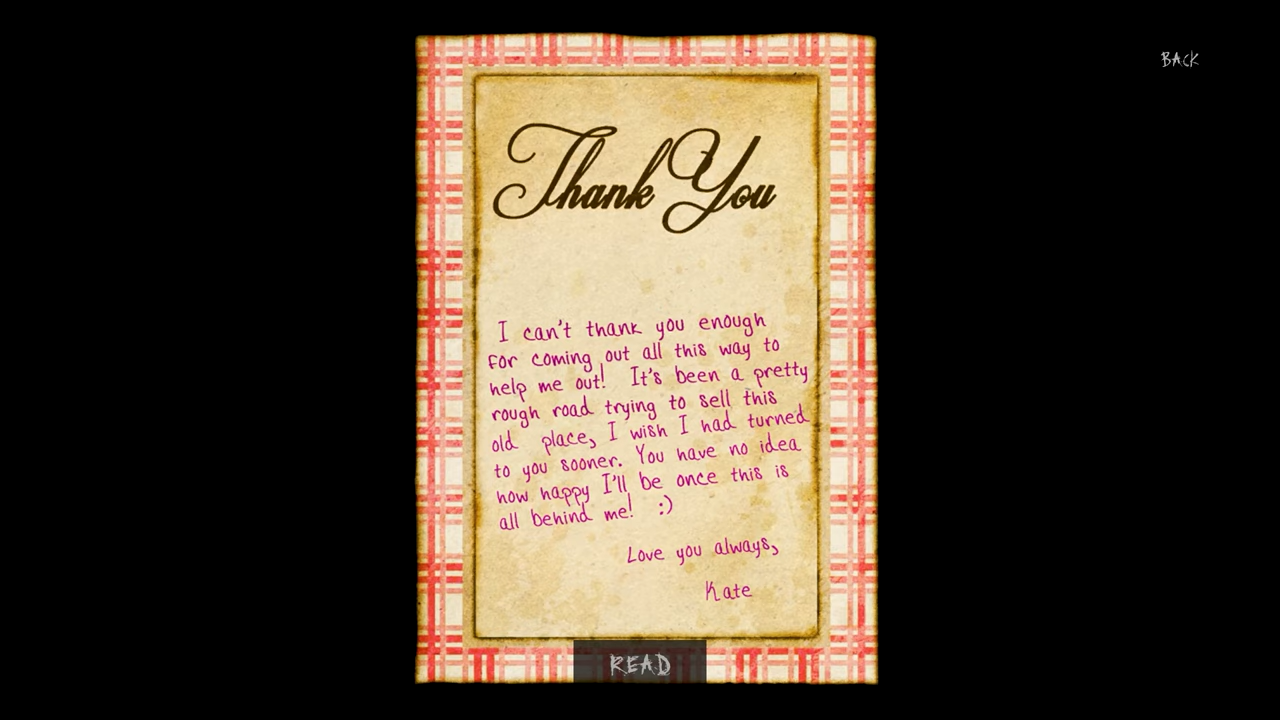 BACK
Thank You
I can't thank you enough
for coming out all this way to
help me out! It's been a pretty
rough road trying to sell this
old place, I wish I had turned
to you sooner. You have no idea
how happy I'll be once this is
all behind me! :)
Love you always,
Kate
READ